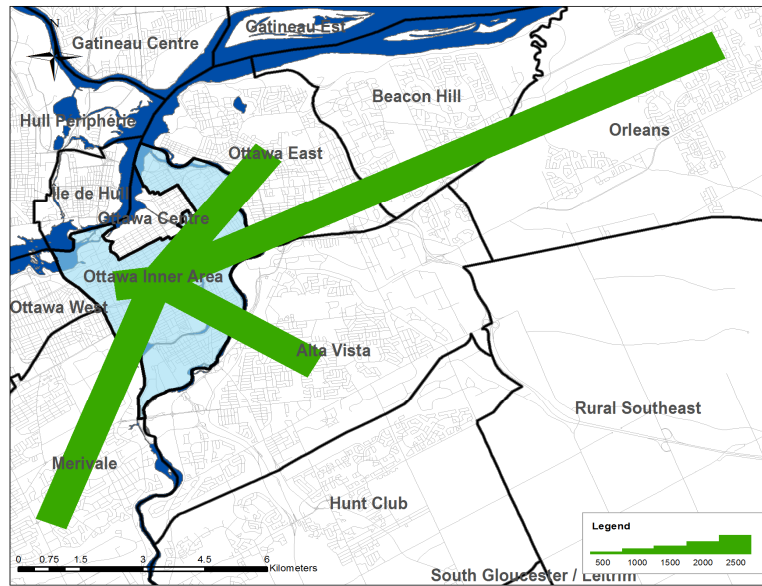 N
Gatineau Centre
Gatineau Est
Beacon Hill
Hull Périphérie
Orleans
Ottawa East
Île de Hull
Ottawa Centre
Ottawa Inner Area
Ottawa West
Alta Vista
Rural Southeast
Merivale
Hunt Club
Legend
500 1000 1500 2000 2500
0 0.75 1.5 3 4.5 6
Kilometers
South Gloucester / Leitrim